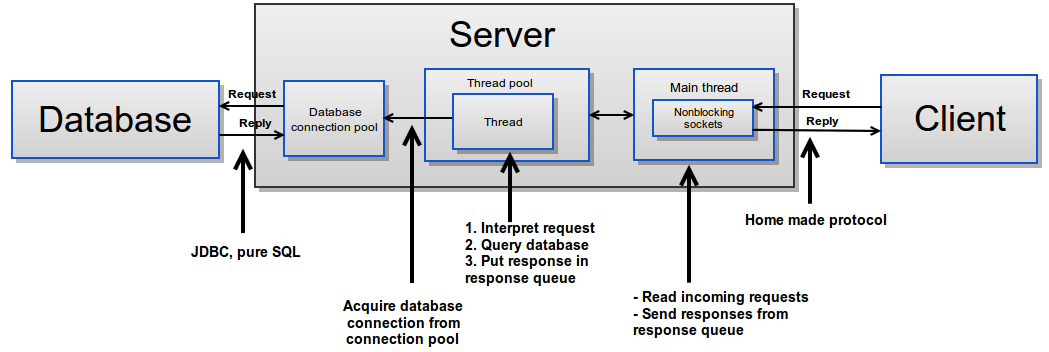 Server
Database
Request
Reply
Database
connection pool
Thread pool
Thread
Main thread
Nonblocking
sockets
Request
Reply
Client
JDBC, pure SQL
Acquire database
connection from
connection pool
1. Interpret request
2. Query database
3. Put response in
response queue
- Read incoming requests
- Send responses from
response queue
Home made protocol